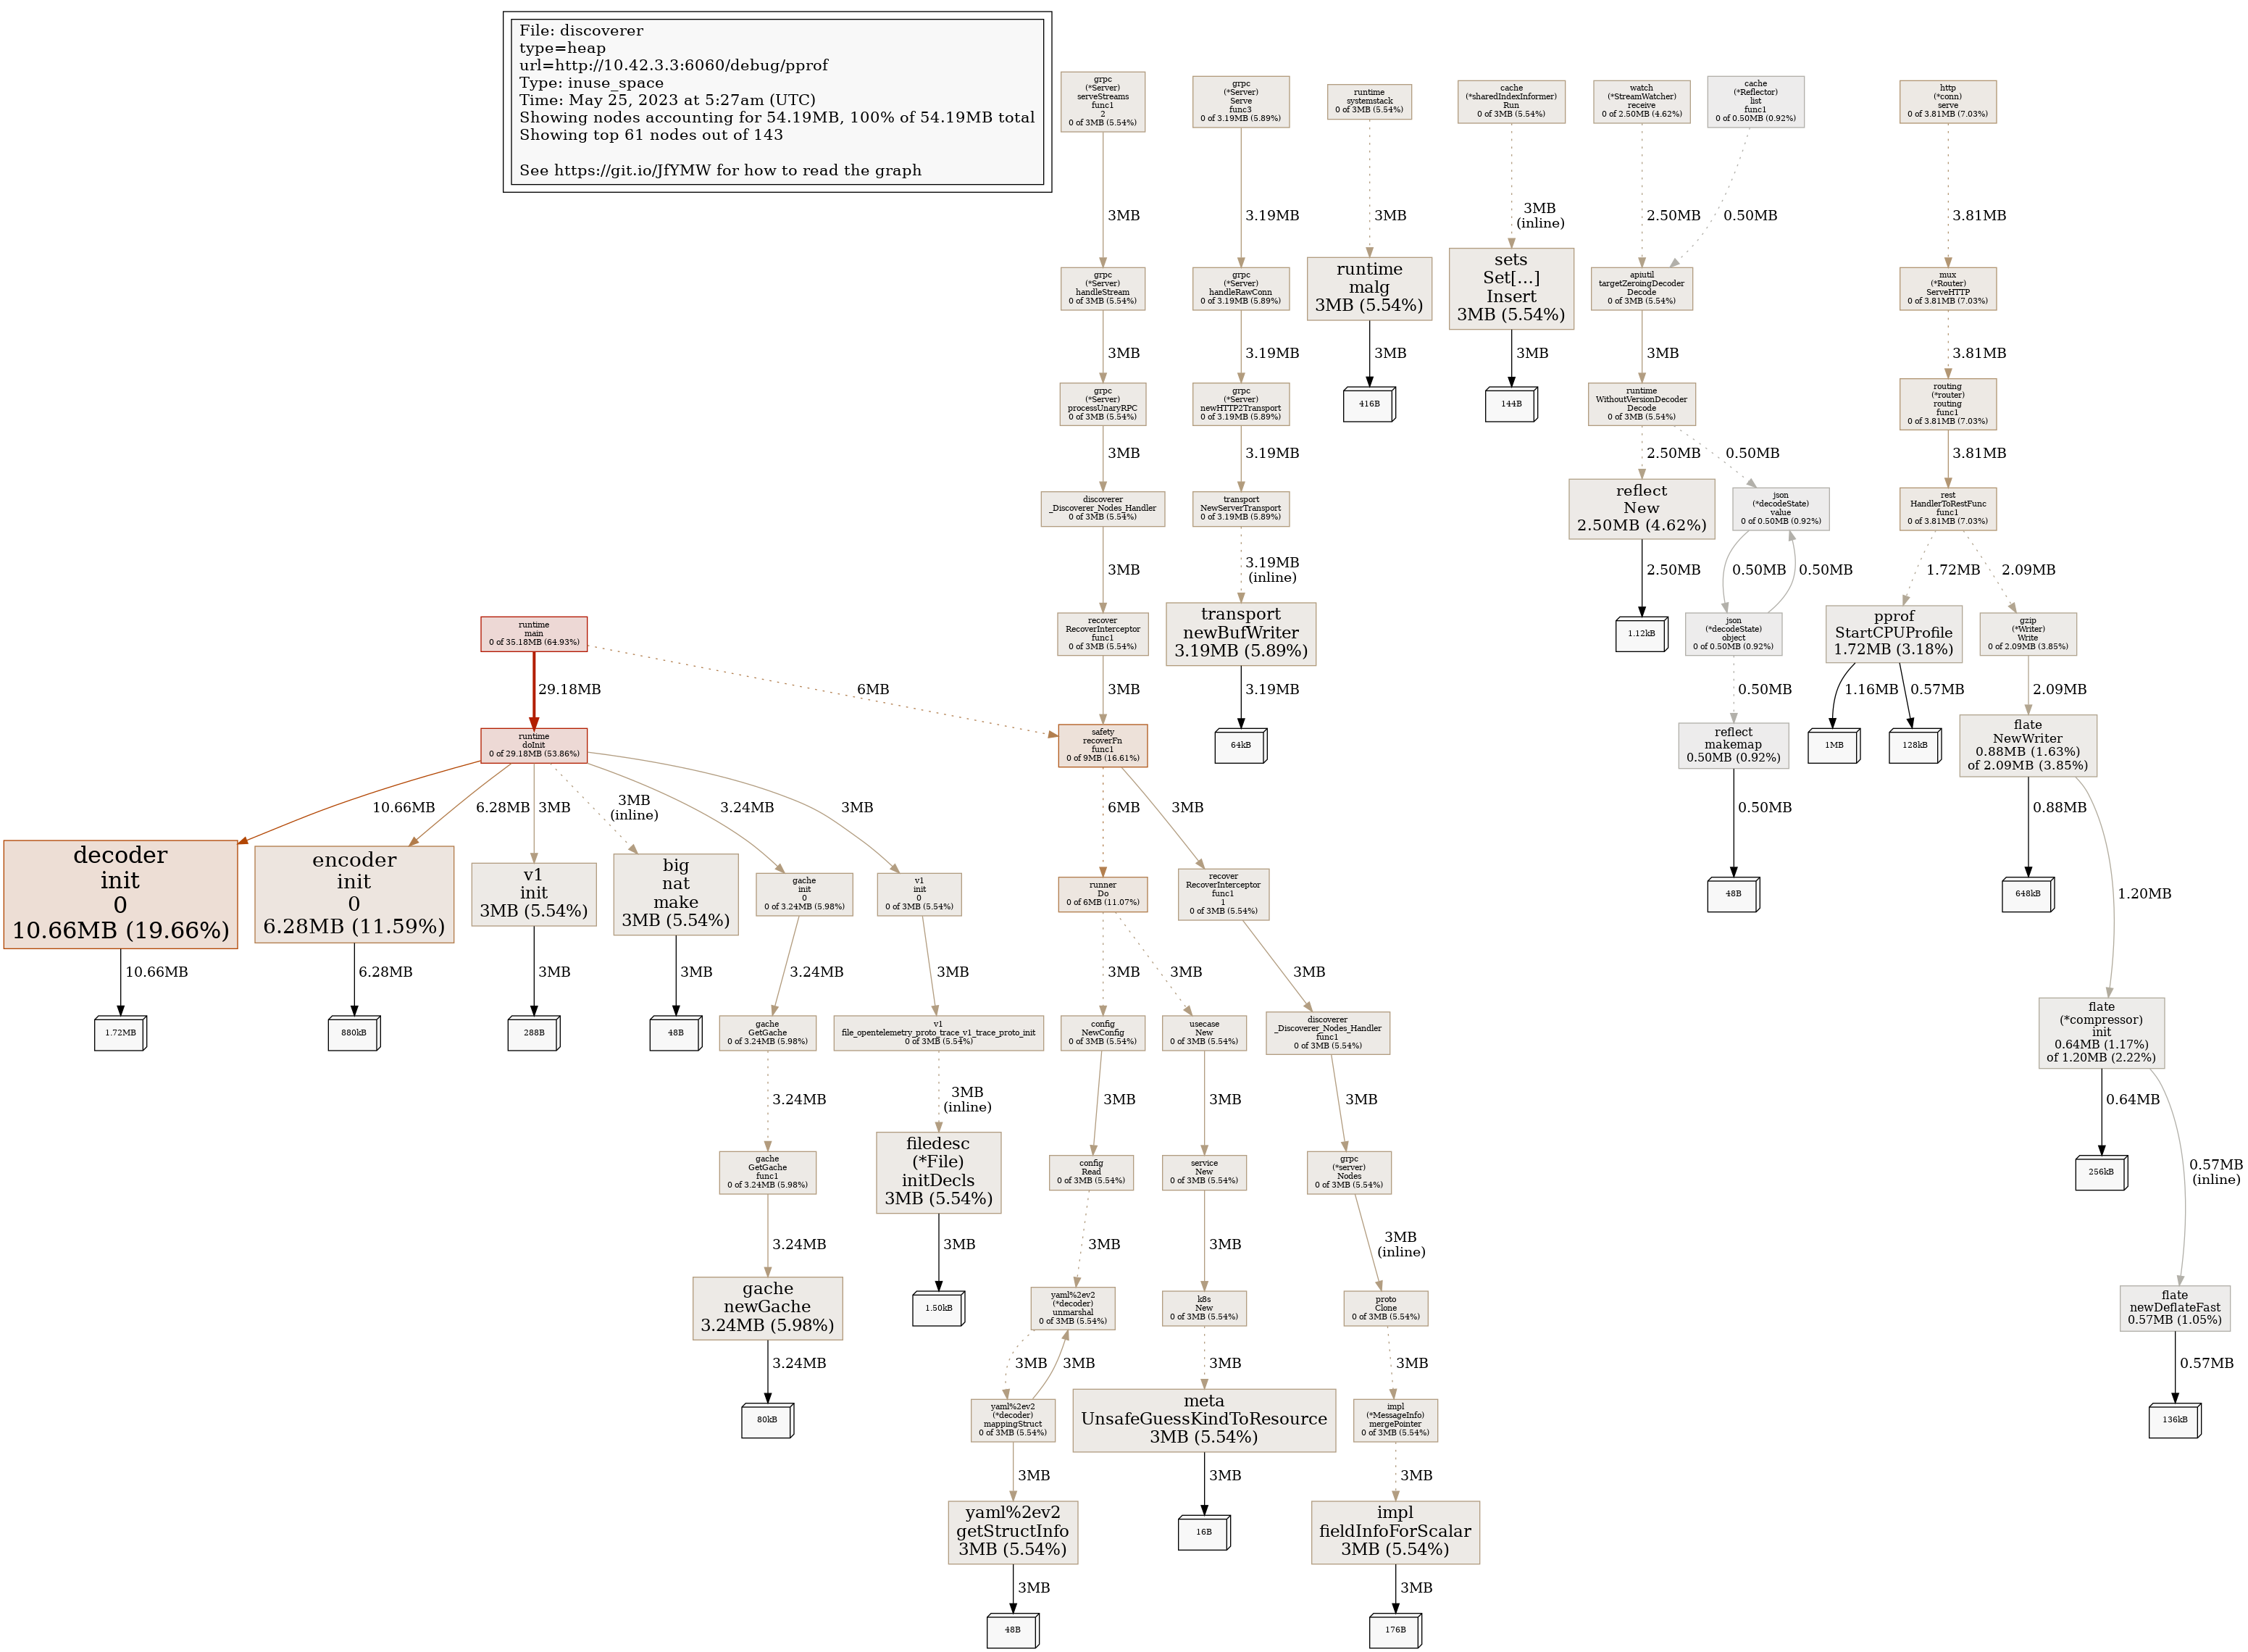 File: discoverer
type=heap
url=http://10.42.3.3:6060/debug/pprof
Type: inuse_space
Time: May 25, 2023 at 5:27am (UTC)
Showing nodes accounting for 54.19MB, 100% of 54.19MB total
Showing top 61 nodes out of 143
See https://git.io/JfYMW for how to read the graph
grpc
(*Server)
serveStreams
func1
2
0 of 3MB (5.54%)
grpc
(*Server)
Serve
func3
0 of 3.19MB (5.89%)
runtime
systemstack
0 of 3MB (5.54%)
cache
(*sharedIndexInformer)
Run
0 of 3MB (5.54%)
watch
(*StreamWatcher)
receive
0 of 2.50MB (4.62%)
cache
(*Reflector)
list
func1
0 of 0.50MB (0.92%)
http
(*conn)
serve
0 of 3.81MB (7.03%)
3MB
3.19MB
3MB
3MB
(inline)
2.50MB
0.50MB
3.81MB
grpc
(*Server)
handleStream
0 of 3MB (5.54%)
grpc
(*Server)
handleRawConn
0 of 3.19MB (5.89%)
runtime
malg
3MB (5.54%)
sets
Set[...]
Insert
3MB (5.54%)
apiutil
targetZeroingDecoder
Decode
0 of 3MB (5.54%)
mux
(*Router)
ServeHTTP
0 of 3.81MB (7.03%)
3MB
3.19MB
3MB
3MB
3MB
3.81MB
grpc
(*Server)
processUnaryRPC
0 of 3MB (5.54%)
grpc
(*Server)
newHTTP2Transport
0 of 3.19MB (5.89%)
416B
144B
runtime
WithoutVersionDecoder
Decode
0 of 3MB (5.54%)
routing
(*router)
routing
func1
0 of 3.81MB (7.03%)
3MB
3.19MB
2.50MB
0.50MB
3.81MB
discoverer
_Discoverer_Nodes_Handler
0 of 3MB (5.54%)
transport
NewServerTransport
0 of 3.19MB (5.89%)
reflect
New
2.50MB (4.62%)
json
(*decodeState)
value
0 of 0.50MB (0.92%)
rest
HandlerToRestFunc
func1
0 of 3.81MB (7.03%)
3MB
3.19MB
(inline)
2.50MB
0.50MB
0.50MB
1.72MB
2.09MB
runtime
main
0 of 35.18MB (64.93%)
recover
RecoverInterceptor
func1
0 of 3MB (5.54%)
transport
newBufWriter
3.19MB (5.89%)
1.12kB
json
(*decodeState)
object
0 of 0.50MB (0.92%)
pprof
StartCPUProfile
1.72MB (3.18%)
gzip
(*Writer)
Write
0 of 2.09MB (3.85%)
29.18MB
6MB
3MB
3.19MB
0.50MB
1.16MB
0.57MB
2.09MB
runtime
doInit
0 of 29.18MB (53.86%)
safety
recoverFn
func1
0 of 9MB (16.61%)
64kB
reflect
makemap
0.50MB (0.92%)
1MB
128kB
flate
NewWriter
0.88MB (1.63%)
of 2.09MB (3.85%)
10.66MB
6.28MB
3MB
3MB
(inline)
3.24MB
3MB
6MB
3MB
0.50MB
0.88MB
1.20MB
decoder
init
0
10.66MB (19.66%)
encoder
init
0
6.28MB (11.59%)
v1
init
3MB (5.54%)
big
nat
make
3MB (5.54%)
gache
init
0
0 of 3.24MB (5.98%)
v1
init
0
0 of 3MB (5.54%)
runner
Do
0 of 6MB (11.07%)
recover
RecoverInterceptor
func1
1
0 of 3MB (5.54%)
48B
648kB
10.66MB
6.28MB
3MB
3MB
3.24MB
3MB
3MB
3MB
3MB
1.72MB
880kB
288B
48B
gache
GetGache
0 of 3.24MB (5.98%)
v1
file_opentelemetry_proto_trace_v1_trace_proto_init
0 of 3MB (5.54%)
config
NewConfig
0 of 3MB (5.54%)
usecase
New
0 of 3MB (5.54%)
discoverer
_Discoverer_Nodes_Handler
func1
0 of 3MB (5.54%)
flate
(*compressor)
init
0.64MB (1.17%)
of 1.20MB (2.22%)
3.24MB
3MB
(inline)
3MB
3MB
3MB
0.64MB
0.57MB
(inline)
gache
GetGache
func1
0 of 3.24MB (5.98%)
filedesc
(*File)
initDecls
3MB (5.54%)
config
Read
0 of 3MB (5.54%)
service
New
0 of 3MB (5.54%)
grpc
(*server)
Nodes
0 of 3MB (5.54%)
256kB
3.24MB
3MB
3MB
3MB
3MB
(inline)
gache
newGache
3.24MB (5.98%)
1.50kB
yaml%2ev2
(*decoder)
unmarshal
0 of 3MB (5.54%)
k8s
New
0 of 3MB (5.54%)
proto
Clone
0 of 3MB (5.54%)
flate
newDeflateFast
0.57MB (1.05%)
3.24MB
3MB
3MB
3MB
3MB
0.57MB
80kB
yaml%2ev2
(*decoder)
mappingStruct
0 of 3MB (5.54%)
meta
UnsafeGuessKindToResource
3MB (5.54%)
impl
(*MessageInfo)
mergePointer
0 of 3MB (5.54%)
136kB
3MB
3MB
3MB
yaml%2ev2
getStructInfo
3MB (5.54%)
16B
impl
fieldInfoForScalar
3MB (5.54%)
3MB
3MB
48B
176B